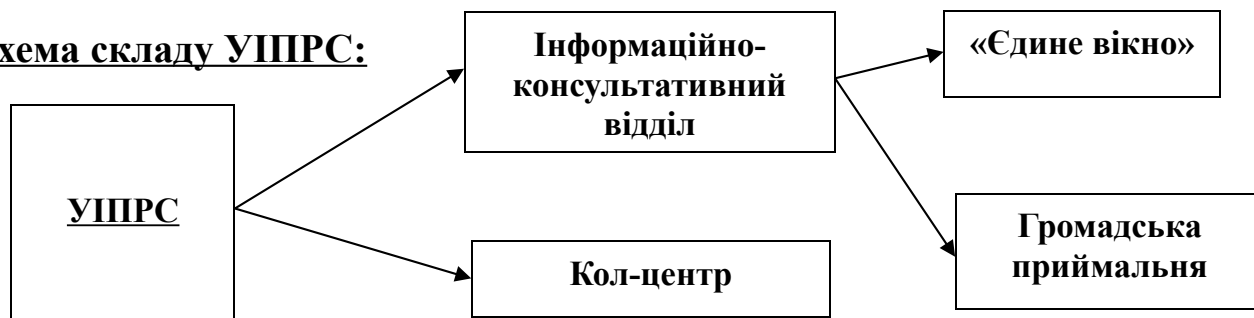 хема складу УІПРС:
УІПРС
Інформаційно-
консультативний
відділ
Кол-центр
«Єдине вікно»
Громадська
приймальня